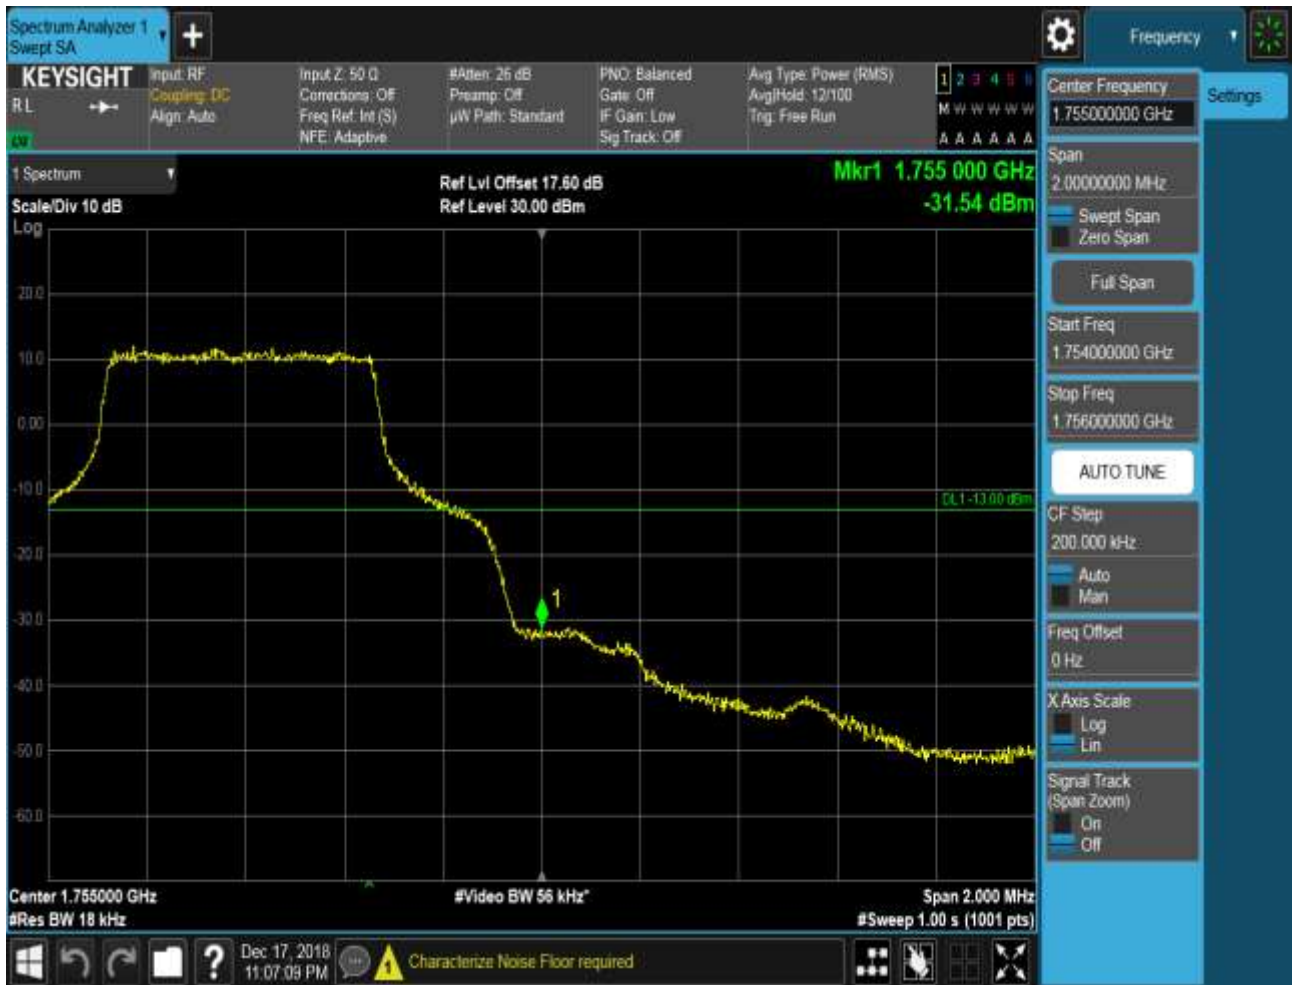 Spectrum Analyzer 1
Swept SA
+
Frequency
KEYSIGHT
R L
Input: RF
Coupling: DC
Align: Auto
Input Z: 50 Ω
Corrections: Off
Freq Ref: Int (S)
NFE: Adaptive
#Atten: 26 dB
Preamp: Off
µW Path: Standard
PNO: Balanced
Gate: Off
IF Gain: Low
Sig Track: Off
Avg Type: Power (RMS)
Avg|Hold: 12/100
Trig: Free Run
1 2 3 4 5 6
M W W W W W
A A A A A A
1 Spectrum
Scale/Div 10 dB
Log
Ref Lvl Offset 17.60 dB
Ref Level 30.00 dBm
Mkr1 1.755 000 GHz
-31.54 dBm
20.0
10.0
0.00
-10.0
-20.0
-30.0
-40.0
-50.0
-60.0
DL1 -13.00 dBm
1
Center 1.755000 GHz
#Res BW 18 kHz
#Video BW 56 kHz*
Span 2.000 MHz
#Sweep 1.00 s (1001 pts)
Center Frequency
1.755000000 GHz
Settings
Span
2.00000000 MHz
Swept Span
Zero Span
Full Span
Start Freq
1.754000000 GHz
Stop Freq
1.756000000 GHz
AUTO TUNE
CF Step
200.000 kHz
Auto
Man
Freq Offset
0 Hz
X Axis Scale
Log
Lin
Signal Track
(Span Zoom)
On
Off
?
Dec 17, 2018
11:07:09 PM
1
Characterize Noise Floor required